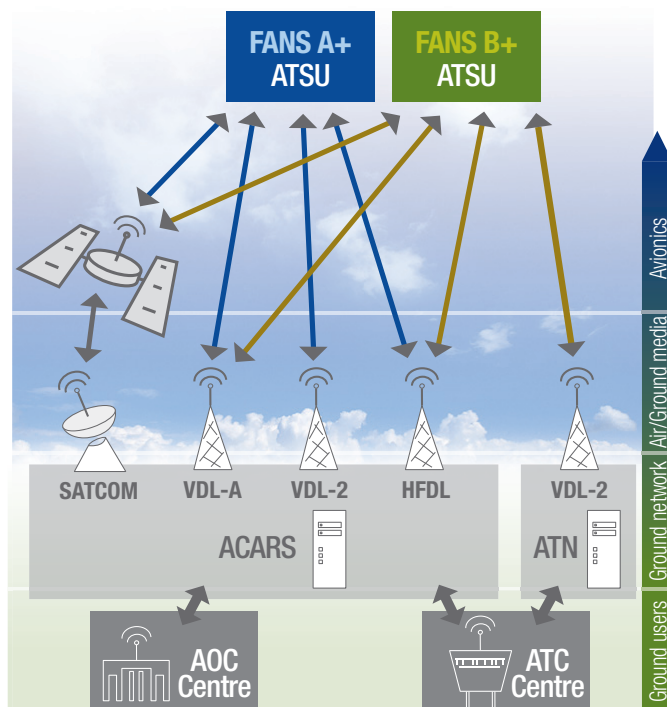 FANS A+
ATSU
FANS B+
ATSU
Avionics
Air/Ground media
SATCOM
VDL-A
VDL-2
HFDL
VDL-2
ACARS
ATN
Ground network
AOC
Centre
ATC
Centre
Ground users